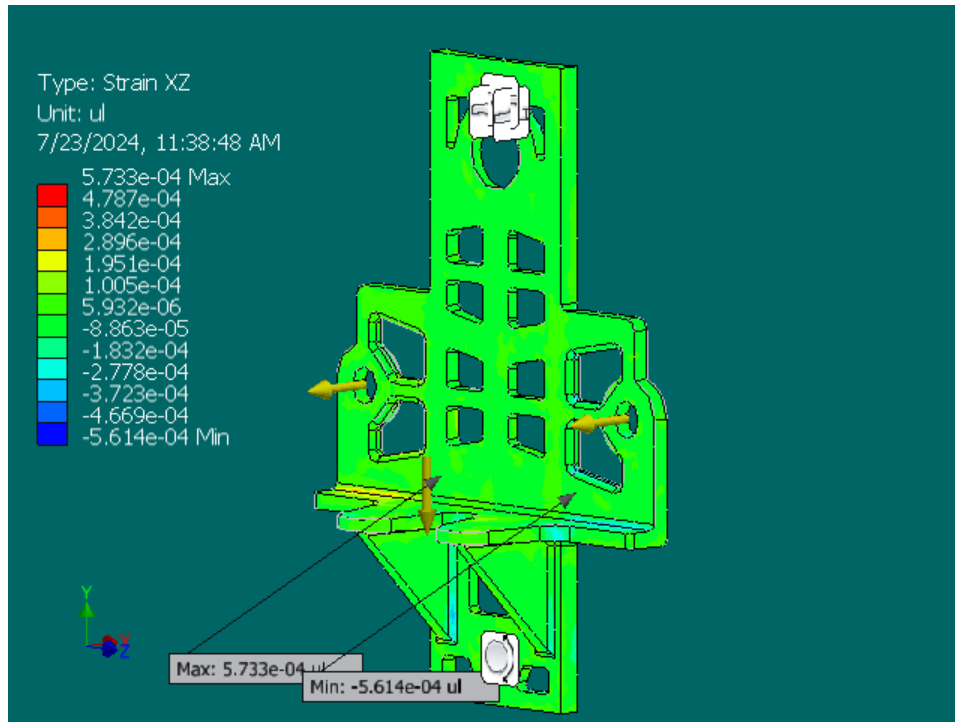 Type: Strain XZ
Unit: ul
7/23/2024, 11:38:48 AM
5.733e-04 Max
4.787e-04
3.842e-04
2.896e-04
1.951e-04
1.005e-04
5.932e-06
-8.863e-05
-1.832e-04
-2.778e-04
-3.723e-04
-4.669e-04
-5.614e-04 Min
Y
X
Z
Max: 5.733e-04 ul
Min: -5.614e-04 ul